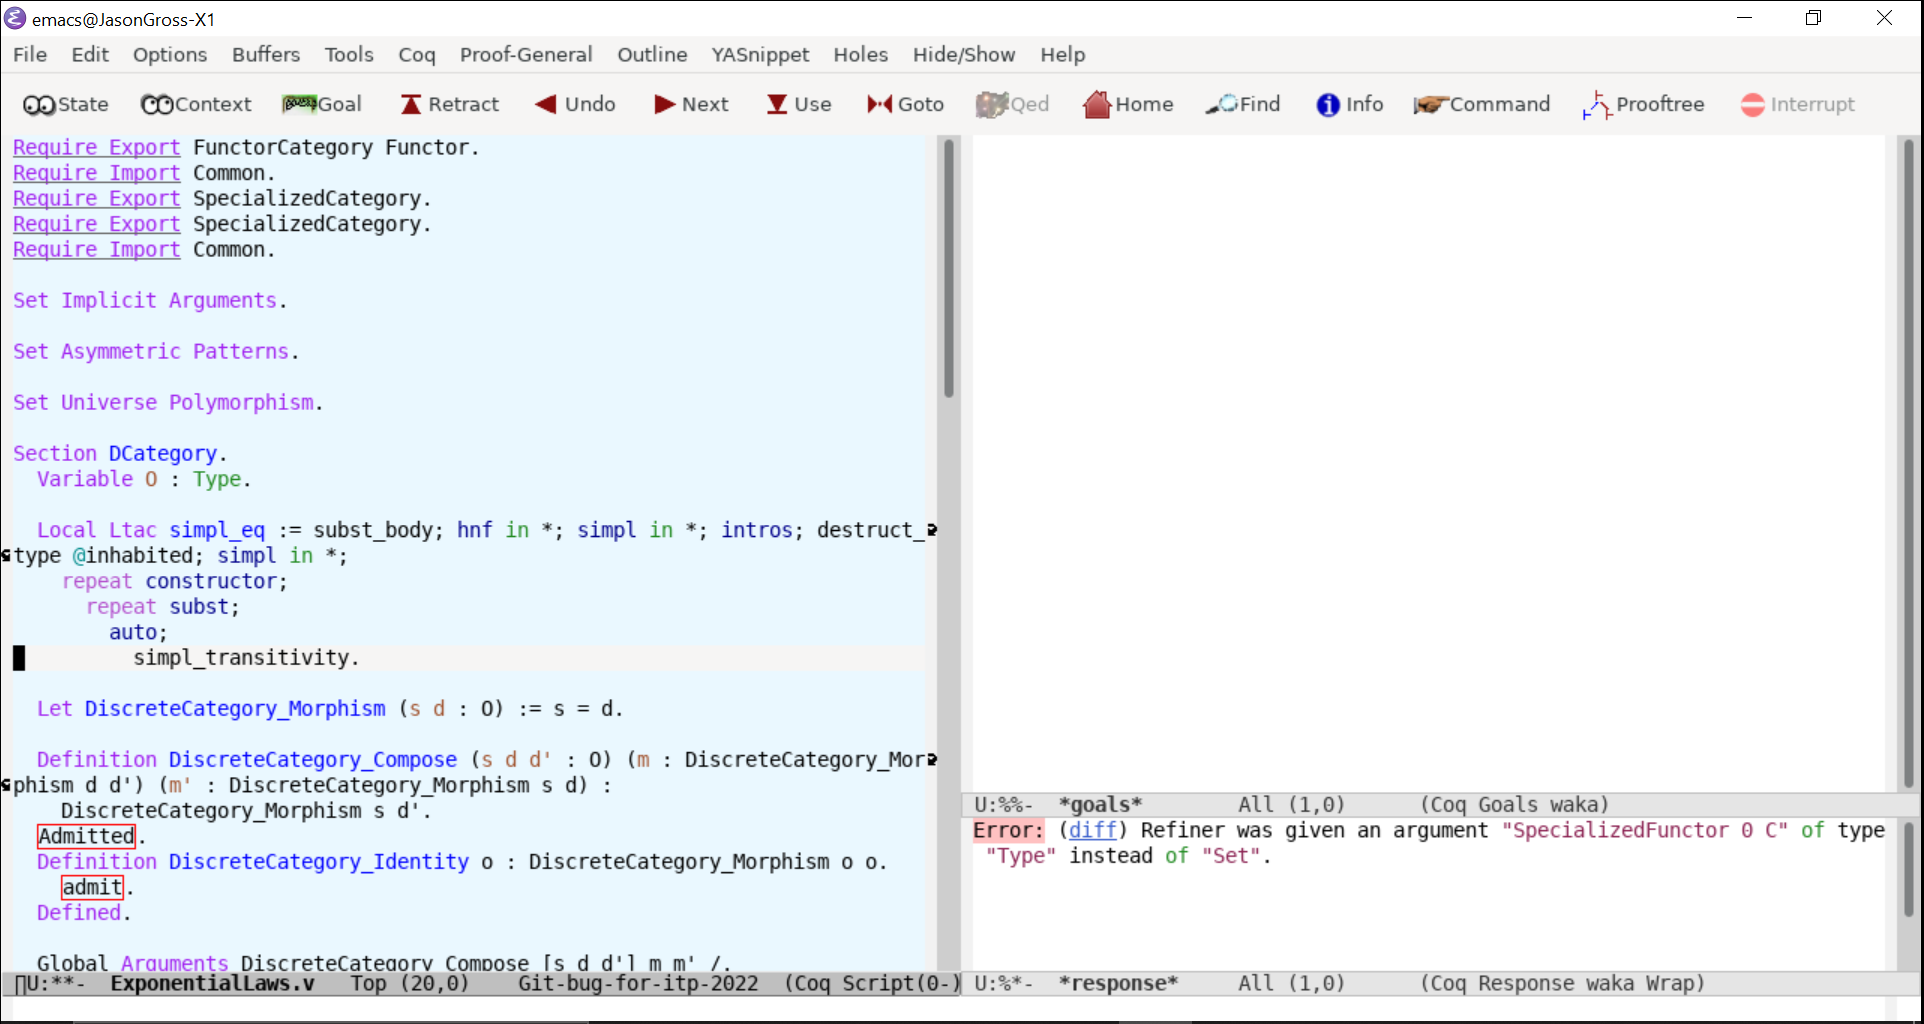 emacs@JasonGross-X1
File Edit Options Buffers Tools Coq Proof-General Outline YASnippet Holes Hide/Show Help
State Context Goal Retract Undo Next Use Goto Qed Home Find Info Command Prooftree Interrupt
Require Export FunctorCategory Functor.
Require Import Common.
Require Export SpecializedCategory.
Require Export SpecializedCategory.
Require Import Common.
Set Implicit Arguments.
Set Asymmetric Patterns.
Set Universe Polymorphism.
Section DCategory.
  Variable O : Type.
  Local Ltac simpl_eq := subst_body; hnf in *; simpl in *; intros; destruct_
type @inhabited; simpl in *;
    repeat constructor;
      repeat subst;
        auto;
          simpl_transitivity.
  Let DiscreteCategory_Morphism (s d : O) := s = d.
  Definition DiscreteCategory_Compose (s d d' : O) (m : DiscreteCategory_Mor
phism d d') (m' : DiscreteCategory_Morphism s d) :
    DiscreteCategory_Morphism s d'.
  Admitted.
  Definition DiscreteCategory_Identity o : DiscreteCategory_Morphism o o.
    admit.
  Defined.
  Global Arguments DiscreteCategory_Compose [s d d'] m m' /.
U:**-  ExponentialLaws.v   Top (20,0)    Git-bug-for-itp-2022  (Coq Script(0-)
U:%%-  *goals*        All (1,0)      (Coq Goals waka)
Error: (diff) Refiner was given an argument "SpecializedFunctor 0 C" of type
 "Type" instead of "Set".
U:%*-  *response*     All (1,0)      (Coq Response waka Wrap)